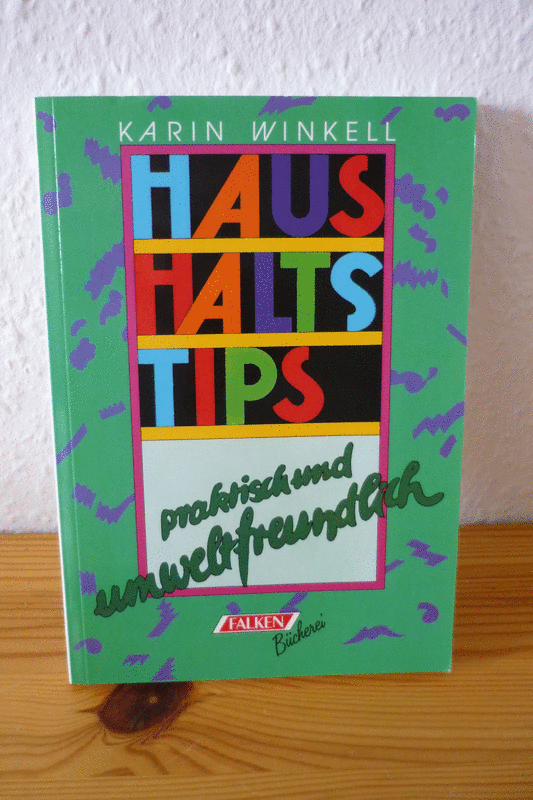 KARIN WINKELL
HAUS
HALTS
TIPS
praktisch und
umweltfreundlich
FALKEN
Bücherei